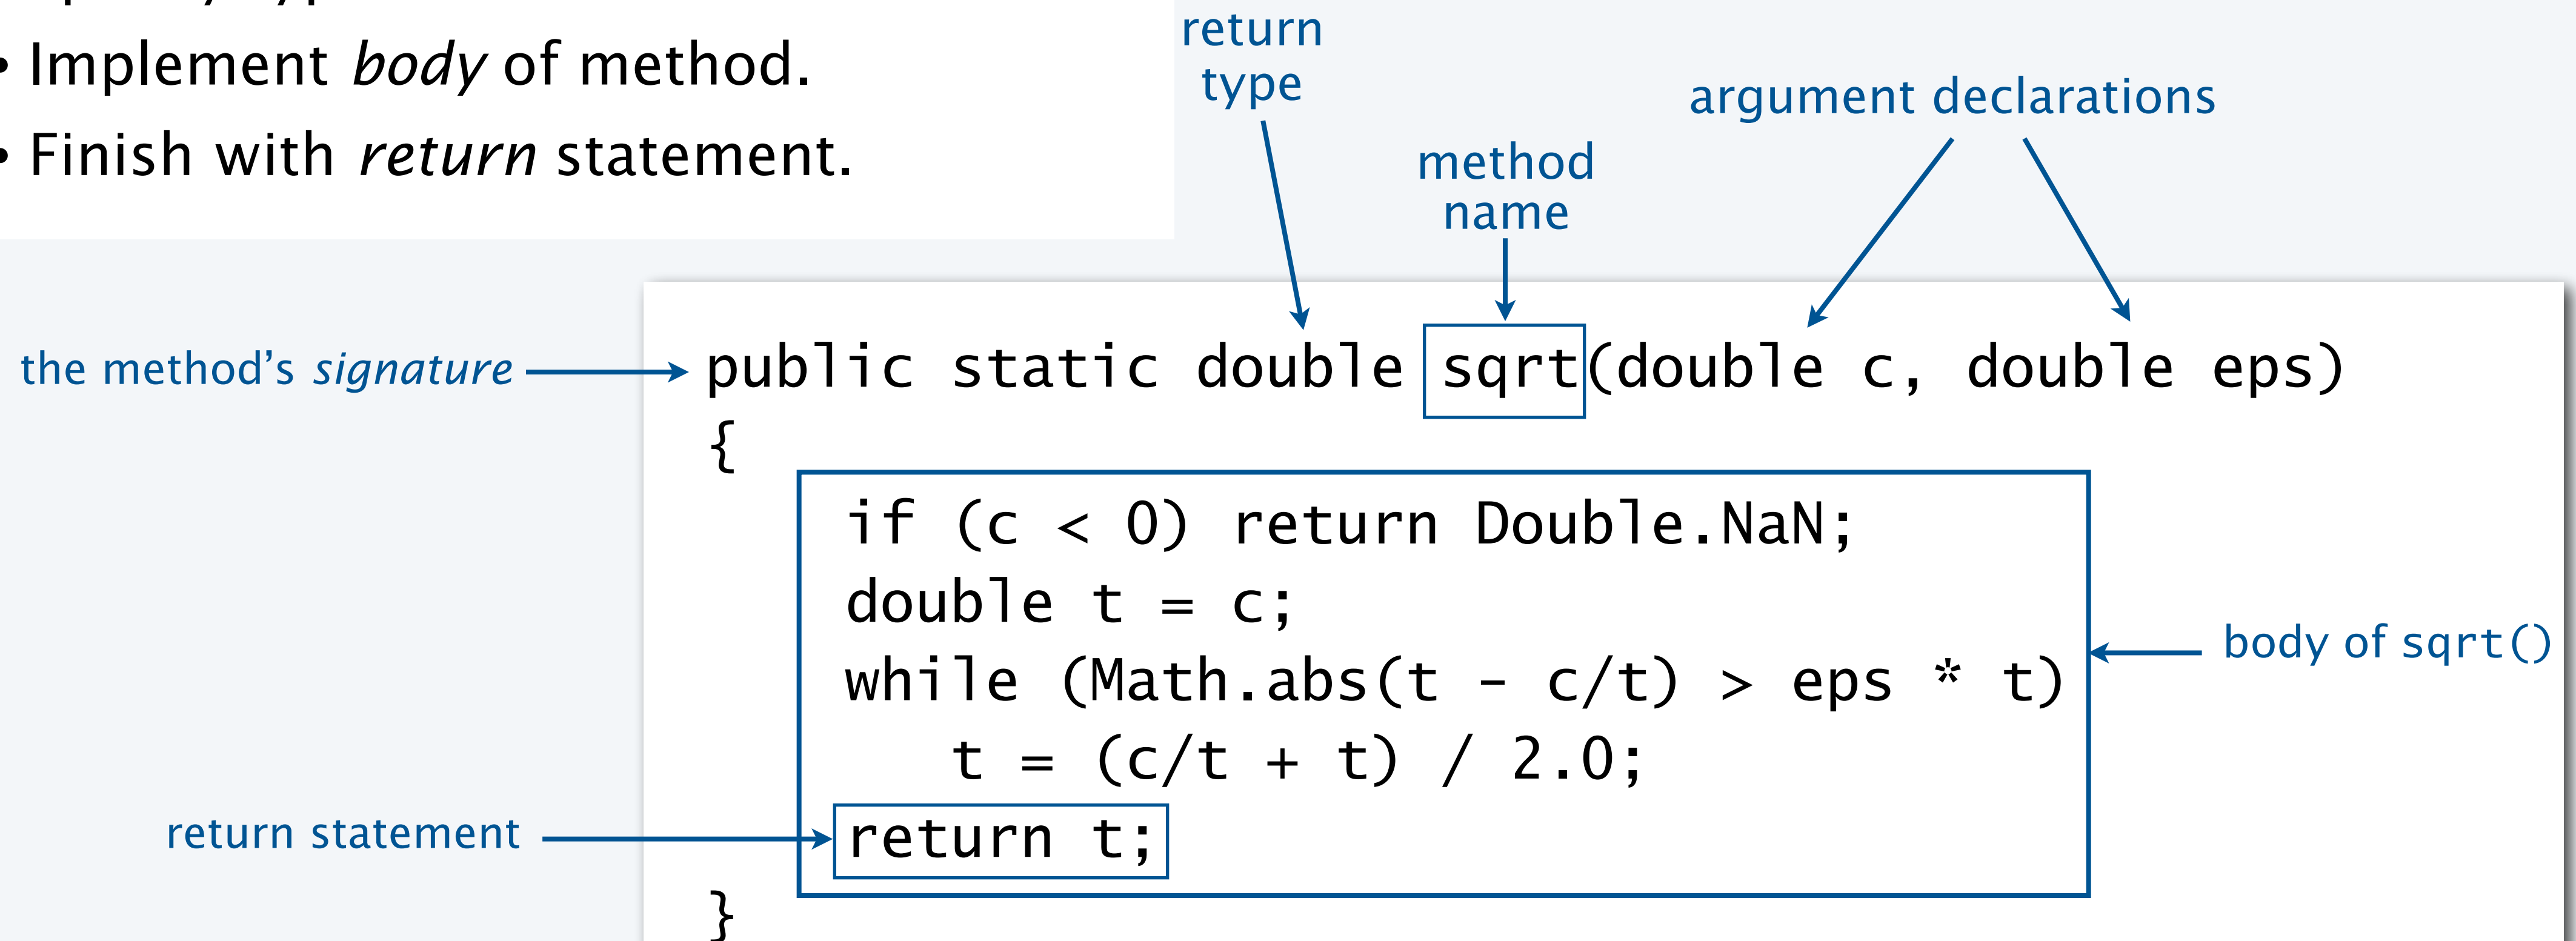 • Implement body of method.
• Finish with return statement.
return
type
method
name
argument declarations
the method's signature
public static double sqrt(double c, double eps)
{
if (c < 0) return Double.NaN;
double t = c;
while (Math.abs(t - c/t) > eps * t)
t = (c/t + t) / 2.0;
return t;
}
body of sqrt()
return statement